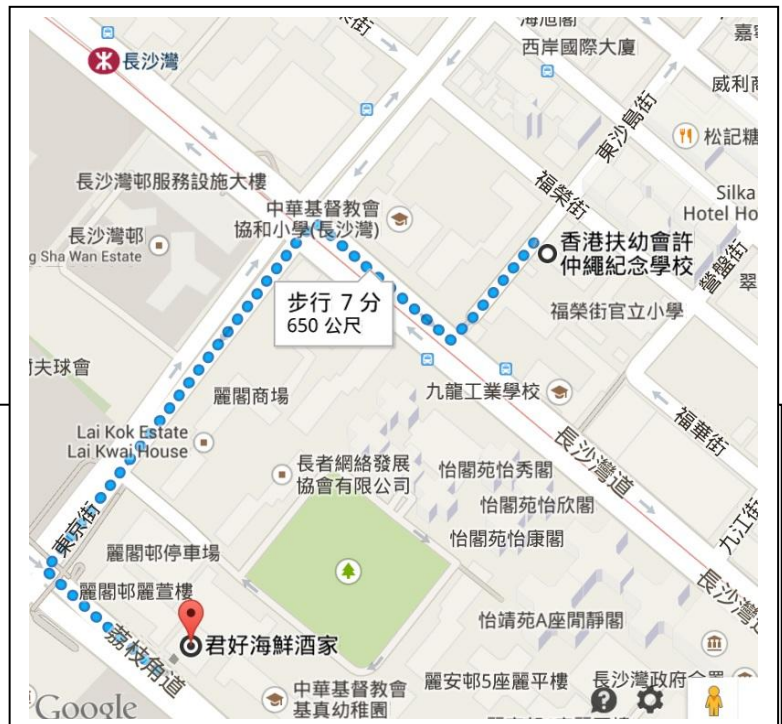 海旭閣
嘉
西岸國際大廈
長沙灣
威利商
東沙島街
松記糖
長沙灣邨服務設施大樓
福榮街
中華基督教會
協和小學(長沙灣)
Silka
Hotel Ho
長沙灣邨
g Sha Wan Estate
香港扶幼會許
仲繩紀念學校
營盤街
翠
步行 7 分
650 公尺
福榮街官立小學
爾夫球會
麗閣商場
九龍工業學校
福華街
Lai Kok Estate
Lai Kwai House
長者網絡發展
協會有限公司
怡閣苑怡秀閣
長沙灣道
怡閣苑怡欣閣
九江街
東京街
怡閣苑怡康閣
麗閣邨停車場
長沙灣道
麗閣邨麗萱樓
怡靖苑A座閒靜閣
荔枝角道
君好海鮮酒家
麗安邨5座麗平樓
長沙灣政府合署
中華基督教會
基真幼稚園
Google